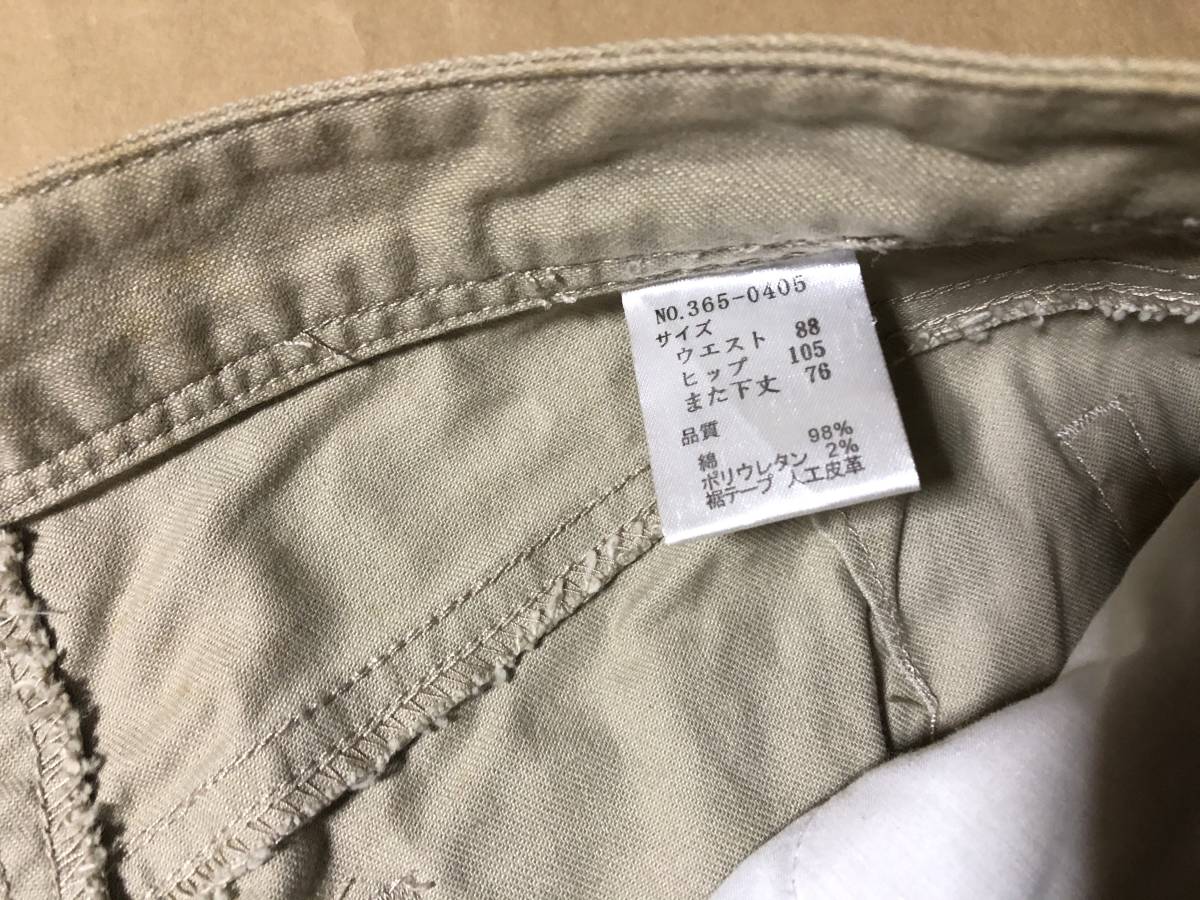 NO.365-0405
サイズ
ウエスト 88
ヒップ 105
また下丈 76
品質
綿 98%
ポリウレタン 2%
裾テープ 人工皮革